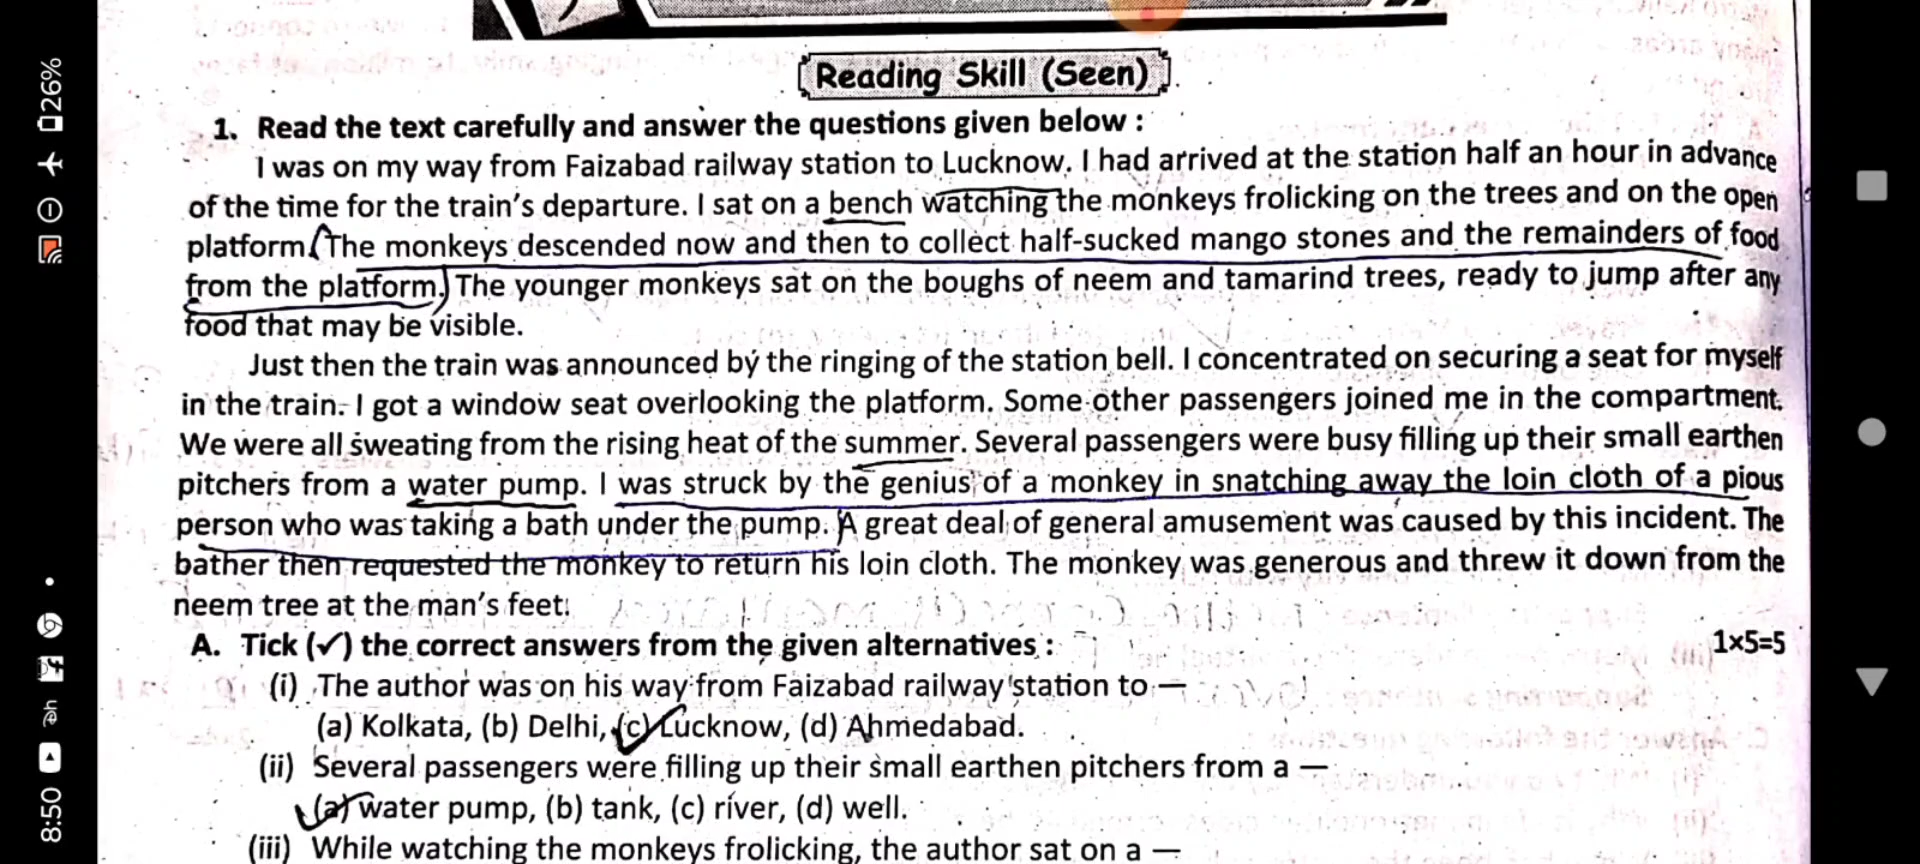 Reading Skill (Seen)
1. Read the text carefully and answer the questions given below :
I was on my way from Faizabad railway station to Lucknow. I had arrived at the station half an hour in advance
of the time for the train's departure. I sat on a bench watching the monkeys frolicking on the trees and on the open
platform. The monkeys descended now and then to collect half-sucked mango stones and the remainders of food
from the platform. The younger monkeys sat on the boughs of neem and tamarind trees, ready to jump after any
food that may be visible.
Just then the train was announced by the ringing of the station bell. I concentrated on securing a seat for myself
in the train. I got a window seat overlooking the platform. Some other passengers joined me in the compartment.
We were all sweating from the rising heat of the summer. Several passengers were busy filling up their small earthen
pitchers from a water pump. I was struck by the genius of a monkey in snatching away the loin cloth of a pious
person who was taking a bath under the pump. A great deal of general amusement was caused by this incident. The
bather then requested the monkey to return his loin cloth. The monkey was generous and threw it down from the
neem tree at the man's feet.
A. Tick (✓) the correct answers from the given alternatives : 1×5=5
(i) The author was on his way from Faizabad railway station to —
(a) Kolkata, (b) Delhi, (c) Lucknow, (d) Ahmedabad.
(ii) Several passengers were filling up their small earthen pitchers from a —
(a) water pump, (b) tank, (c) river, (d) well.
(iii) While watching the monkeys frolicking, the author sat on a —
26%
8:50